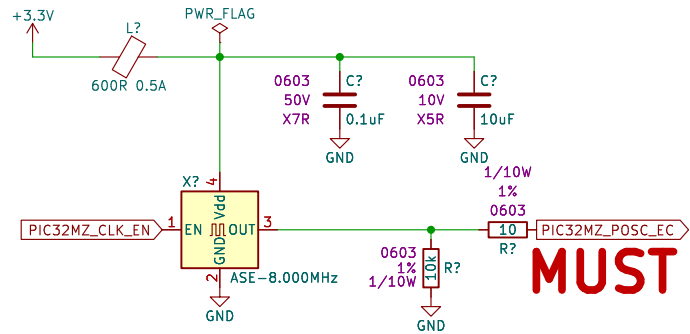 +3.3V
L?
600R 0.5A
PWR_FLAG
0603
50V
X7R
C?
0.1uF
GND
0603
10V
X5R
C?
10uF
GND
X?
4
Vdd
PIC32MZ_CLK_EN
1
EN
OUT
3
GND
2
ASE-8.000MHz
GND
1/10W
1%
0603
10
R?
PIC32MZ_POSC_EC
0603
1%
1/10W
10k
R?
GND
MUST